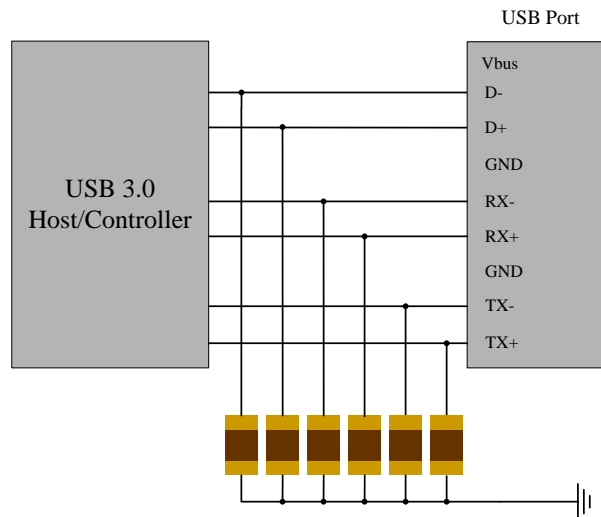 USB Port
USB 3.0
Host/Controller
Vbus
D-
D+
GND
RX-
RX+
GND
TX-
TX+